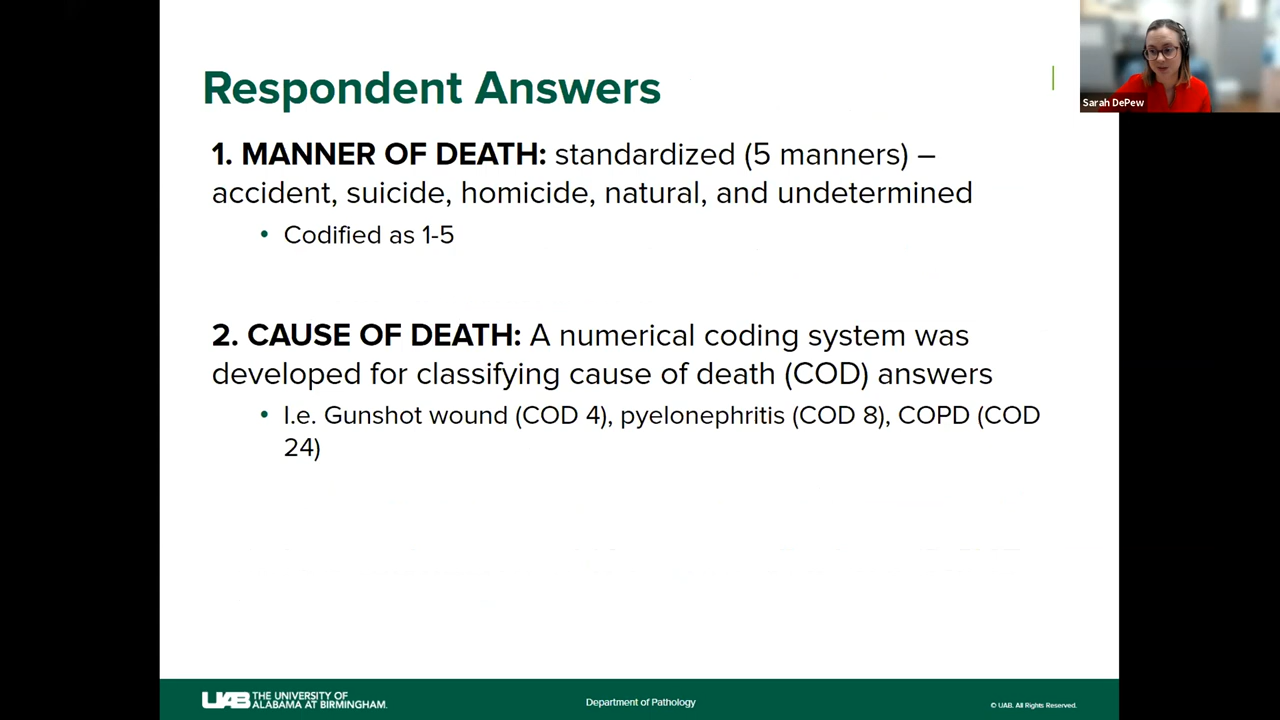 Respondent Answers
Sarah DePew
1. MANNER OF DEATH: standardized (5 manners) –
accident, suicide, homicide, natural, and undetermined
• Codified as 1-5
2. CAUSE OF DEATH: A numerical coding system was
developed for classifying cause of death (COD) answers
• I.e. Gunshot wound (COD 4), pyelonephritis (COD 8), COPD (COD
24)
UAB THE UNIVERSITY OF
ALABAMA AT BIRMINGHAM.
Department of Pathology
© UAB. All Rights Reserved.